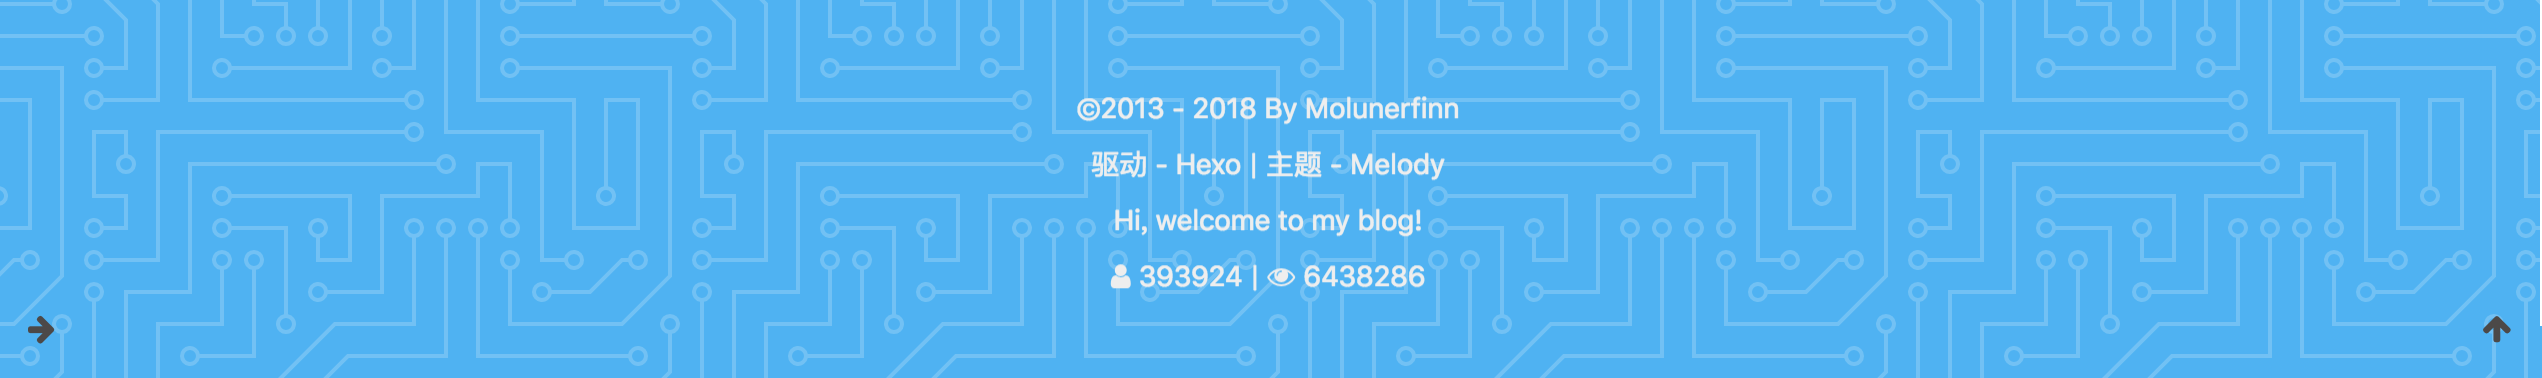 ©2013 - 2018 By Molunerfinn
驱动 - Hexo | 主题 - Melody
Hi, welcome to my blog!
393924 | 6438286